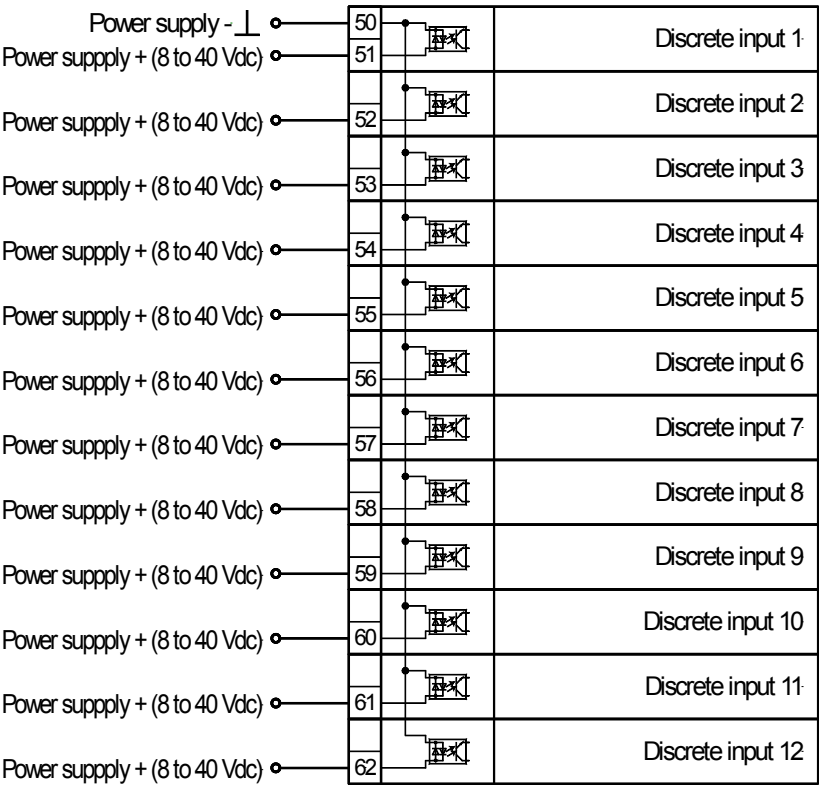 Power supply - ⊥ 50 Discrete input 1
Power suppply + (8 to 40 Vdc) 51
Discrete input 2
Power suppply + (8 to 40 Vdc) 52
Discrete input 3
Power suppply + (8 to 40 Vdc) 53
Discrete input 4
Power suppply + (8 to 40 Vdc) 54
Discrete input 5
Power suppply + (8 to 40 Vdc) 55
Discrete input 6
Power suppply + (8 to 40 Vdc) 56
Discrete input 7
Power suppply + (8 to 40 Vdc) 57
Discrete input 8
Power suppply + (8 to 40 Vdc) 58
Discrete input 9
Power suppply + (8 to 40 Vdc) 59
Discrete input 10
Power suppply + (8 to 40 Vdc) 60
Discrete input 11
Power suppply + (8 to 40 Vdc) 61
Discrete input 12
Power suppply + (8 to 40 Vdc) 62